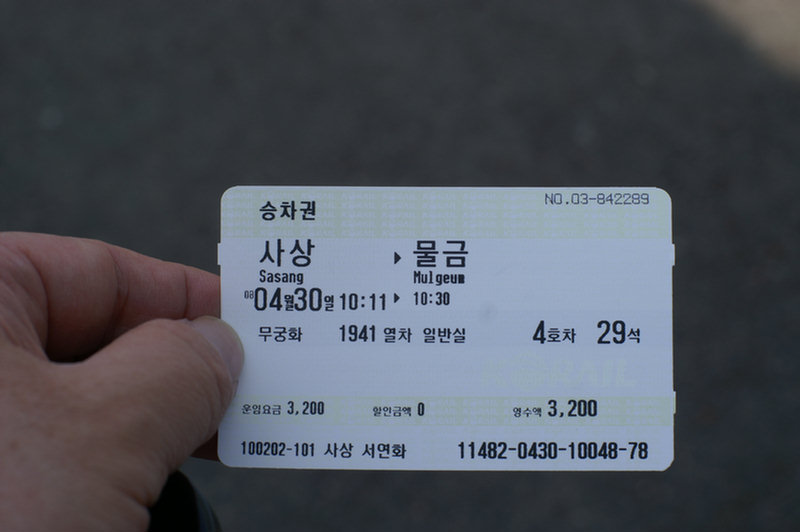 NO.03-842289
승차권
사상 ▶ 물금
Sasang Mulgeum
08 04월30일 10:11 ▶ 10:30
무궁화 1941 열차 일반실 4호차 29석
운임요금 3,200 할인금액 0 영수액 3,200
100202-101 사상 서연화 11482-0430-10048-78